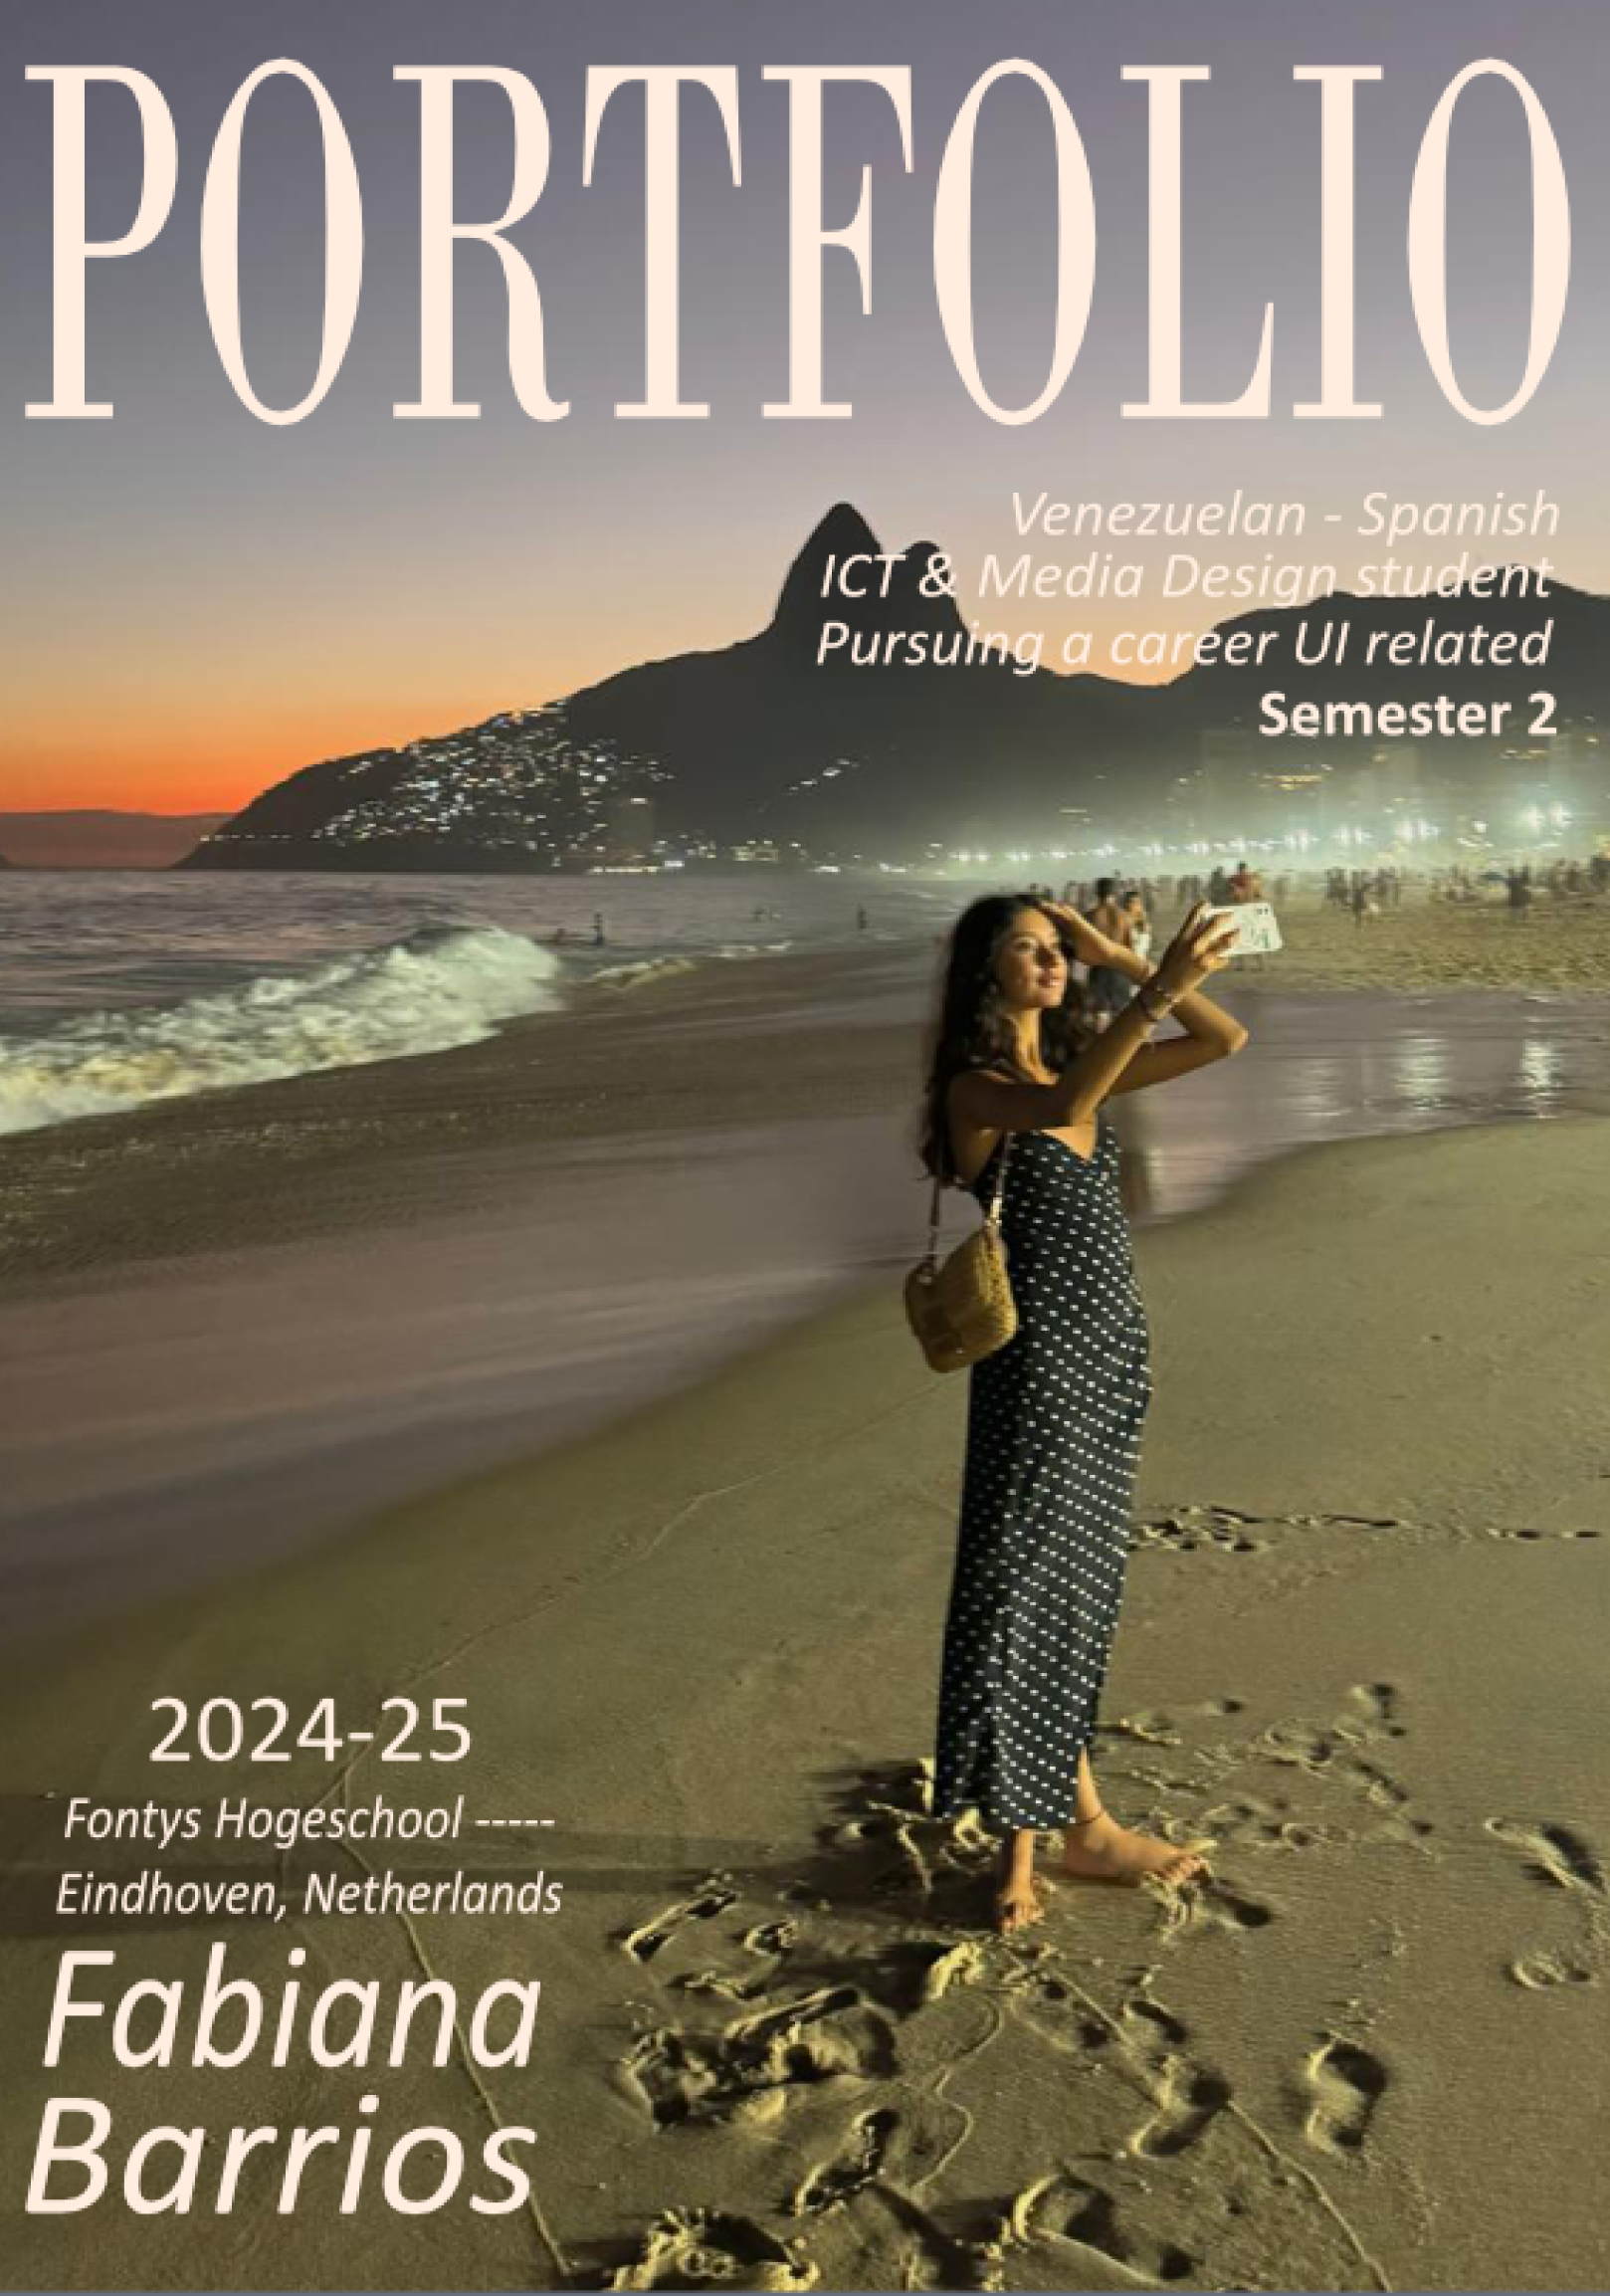 PORTFOLIO
Venezuelan - Spanish
ICT & Media Design student
Pursuing a career UI related
Semester 2
2024-25
Fontys Hogeschool -----
Eindhoven, Netherlands
Fabiana
Barrios